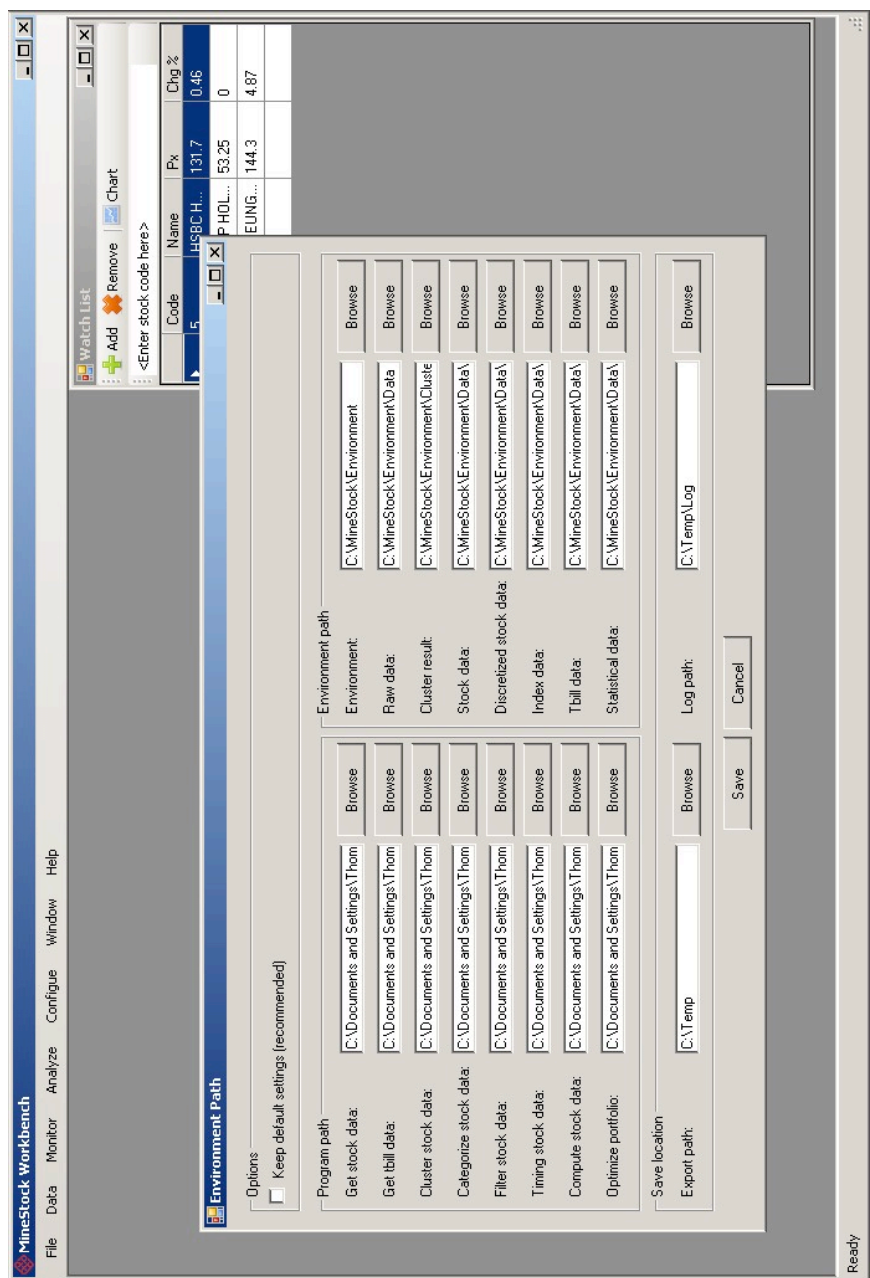 MineStock Workbench
File Data Monitor Analyze Configue Window Help
Watch List
Add Remove Chart
<Enter stock code here>
Code Name Px Chg %
5 HSBC H... 131.7 0.46
P HOL... 53.25 0
EUNG... 144.3 4.87
Environment Path
Options
Keep default settings (recommended)
Program path
Get stock data: C:\Documents and Settings\Thom Browse
Get tbill data: C:\Documents and Settings\Thom Browse
Cluster stock data: C:\Documents and Settings\Thom Browse
Categorize stock data: C:\Documents and Settings\Thom Browse
Filter stock data: C:\Documents and Settings\Thom Browse
Timing stock data: C:\Documents and Settings\Thom Browse
Compute stock data: C:\Documents and Settings\Thom Browse
Optimize portfolio: C:\Documents and Settings\Thom Browse
Environment path
Environment: C:\MineStock\Environment Browse
Raw data: C:\MineStock\Environment\Data Browse
Cluster result: C:\MineStock\Environment\Cluste Browse
Stock data: C:\MineStock\Environment\Data\ Browse
Discretized stock data: C:\MineStock\Environment\Data\ Browse
Index data: C:\MineStock\Environment\Data\ Browse
Tbill data: C:\MineStock\Environment\Data\ Browse
Statistical data: C:\MineStock\Environment\Data\ Browse
Save location
Export path: C:\Temp Browse
Log path: C:\Temp\Log Browse
Save Cancel
Ready